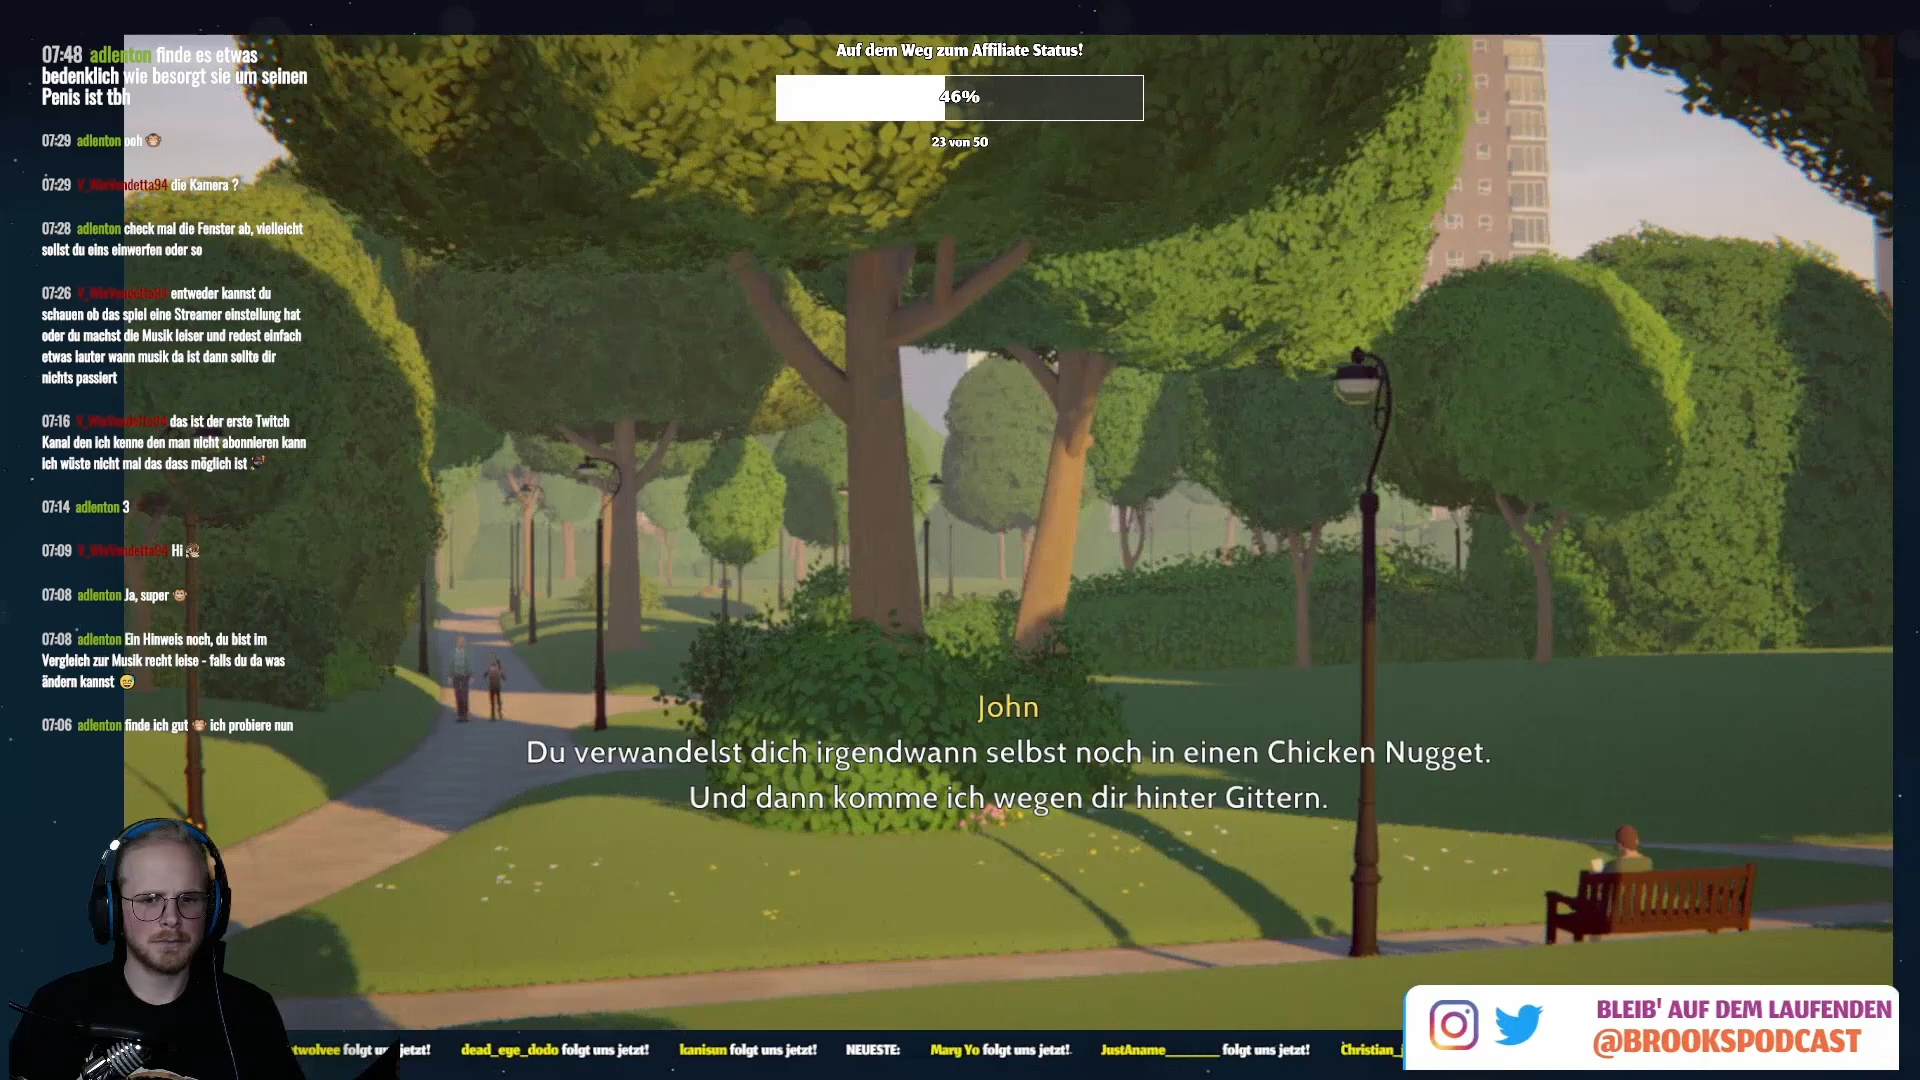 Auf dem Weg zum Affiliate Status!
46%
23 von 50
07:48 adlenton finde es etwas
bedenklich wie besorgt sie um seinen
Penis ist tbh
07:29 adlenton ooh
07:29 V_WieVendetta94 die Kamera ?
07:28 adlenton check mal die Fenster ab, vielleicht
sollst du eins einwerfen oder so
07:26 V_WieVendetta94 entweder kannst du
schauen ob das spiel eine Streamer einstellung hat
oder du machst die Musik leiser und redest einfach
etwas lauter wann musik da ist dann sollte dir
nichts passiert
07:16 V_WieVendetta94 das ist der erste Twitch
Kanal den ich kenne den man nicht abonnieren kann
ich wüste nicht mal das dass möglich ist
07:14 adlenton 3
07:09 V_WieVendetta94 Hi
07:08 adlenton Ja, super
07:08 adlenton Ein Hinweis noch, du bist im
Vergleich zur Musik recht leise - falls du da was
ändern kannst
07:06 adlenton finde ich gut ich probiere nun
John
Du verwandelst dich irgendwann selbst noch in einen Chicken Nugget.
Und dann komme ich wegen dir hinter Gittern.
BLEIB' AUF DEM LAUFENDEN
@BROOKSPODCAST
twolvee folgt uns jetzt! dead_eye_dodo folgt uns jetzt! kanisun folgt uns jetzt! NEUESTE: Mary Yo folgt uns jetzt! JustAname_______ folgt uns jetzt! Christian_